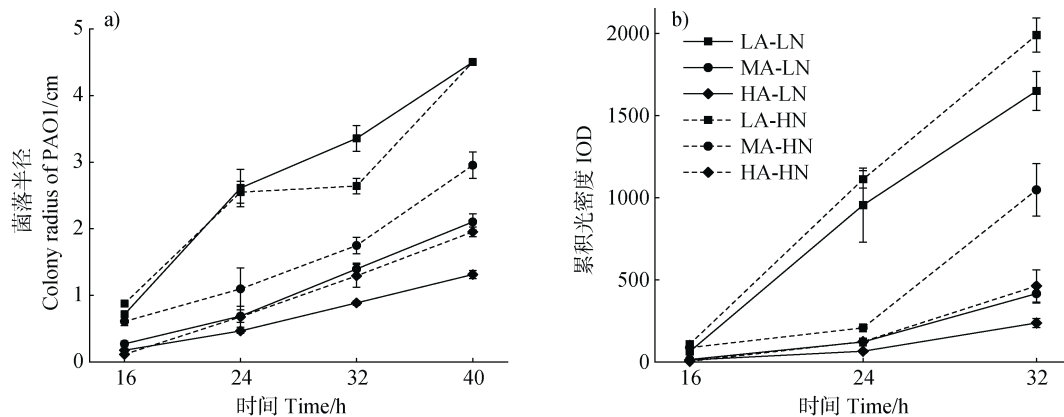 a)
5
4
3
2
1
0
菌落半径
Colony radius of PAO1/cm
16
24
32
40
时间 Time/h
b)
2000
1500
1000
500
0
累积光密度 IOD
LA-LN
MA-LN
HA-LN
LA-HN
MA-HN
HA-HN
16
24
32
时间 Time/h